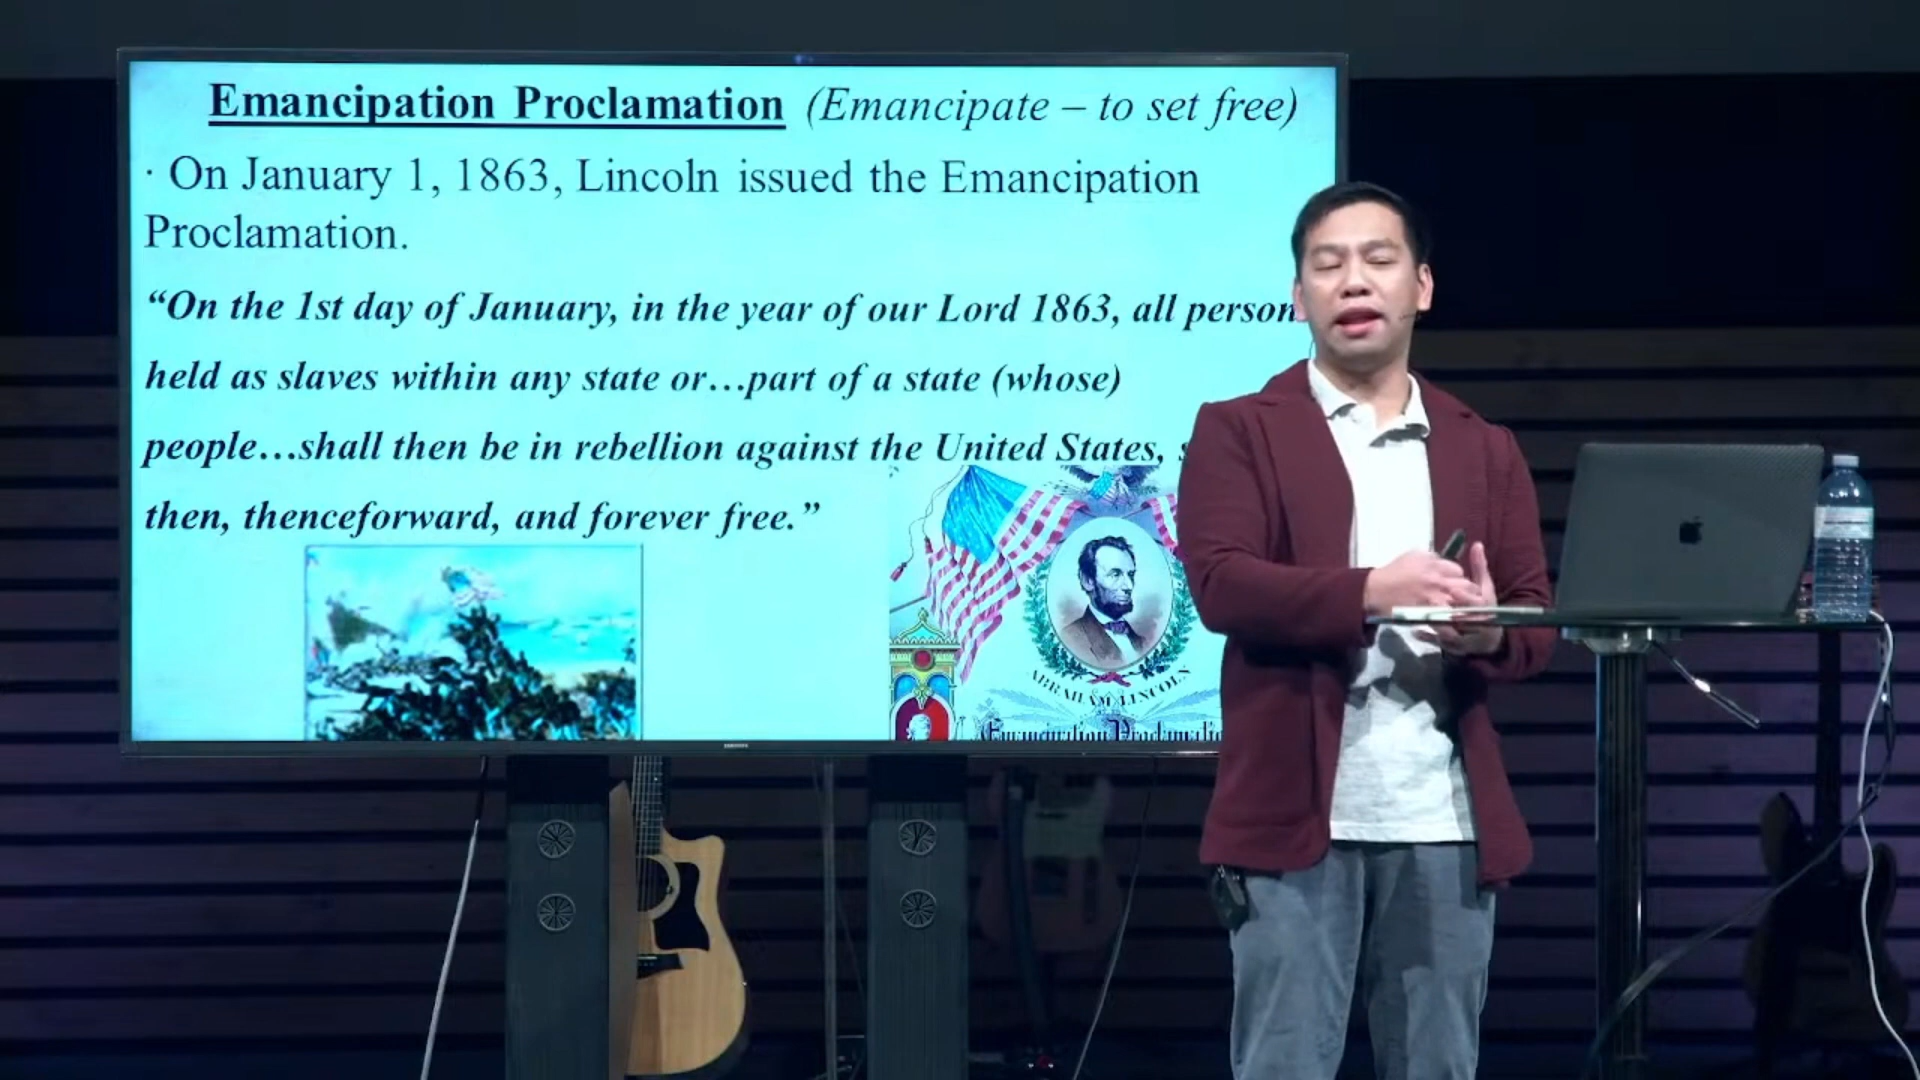 Emancipation Proclamation (Emancipate – to set free)
· On January 1, 1863, Lincoln issued the Emancipation
Proclamation.
“On the 1st day of January, in the year of our Lord 1863, all person
held as slaves within any state or…part of a state (whose)
people…shall then be in rebellion against the United States,
then, thenceforward, and forever free.”
ABRAHAM LINCOLN
Emancipation Proclamatio
SAMSUNG